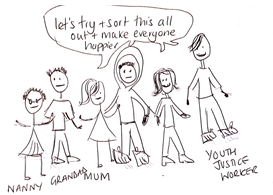 let's try + sort this all
out + make everyone
happier
NANNY GRANDAD MUM
YOUTH
JUSTICE
WORKER